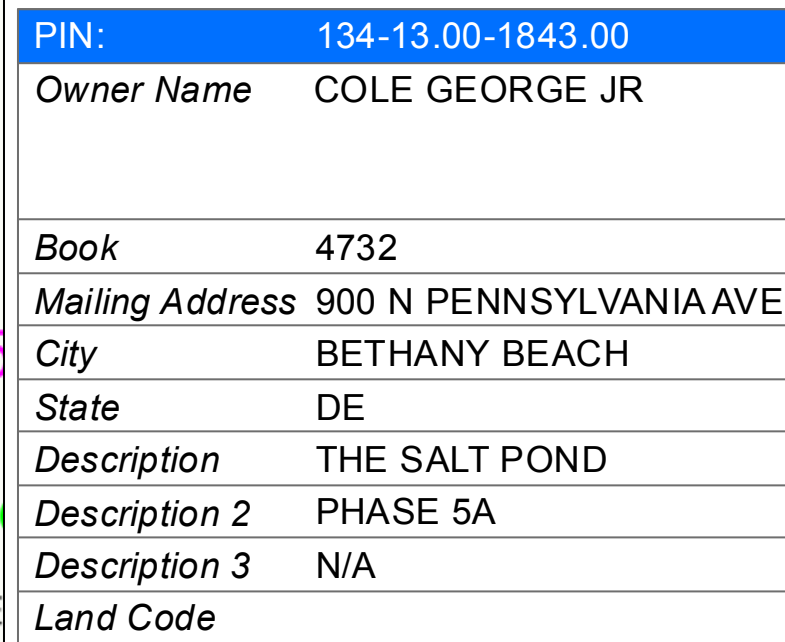 PIN: 134-13.00-1843.00
Owner Name COLE GEORGE JR
Book 4732
Mailing Address 900 N PENNSYLVANIA AVE
City BETHANY BEACH
State DE
Description THE SALT POND
Description 2 PHASE 5A
Description 3 N/A
Land Code